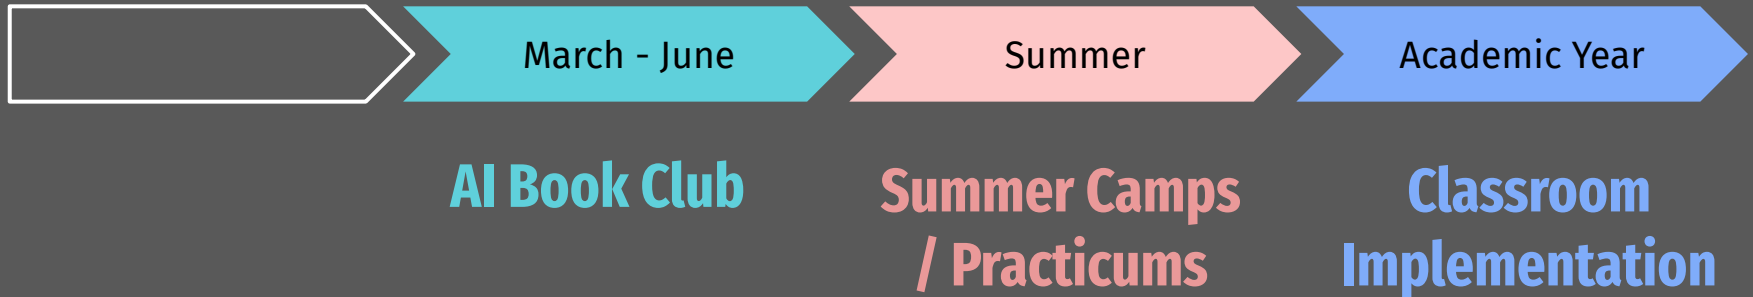 March - June
Summer
Academic Year
AI Book Club
Summer Camps
/ Practicums
Classroom
Implementation